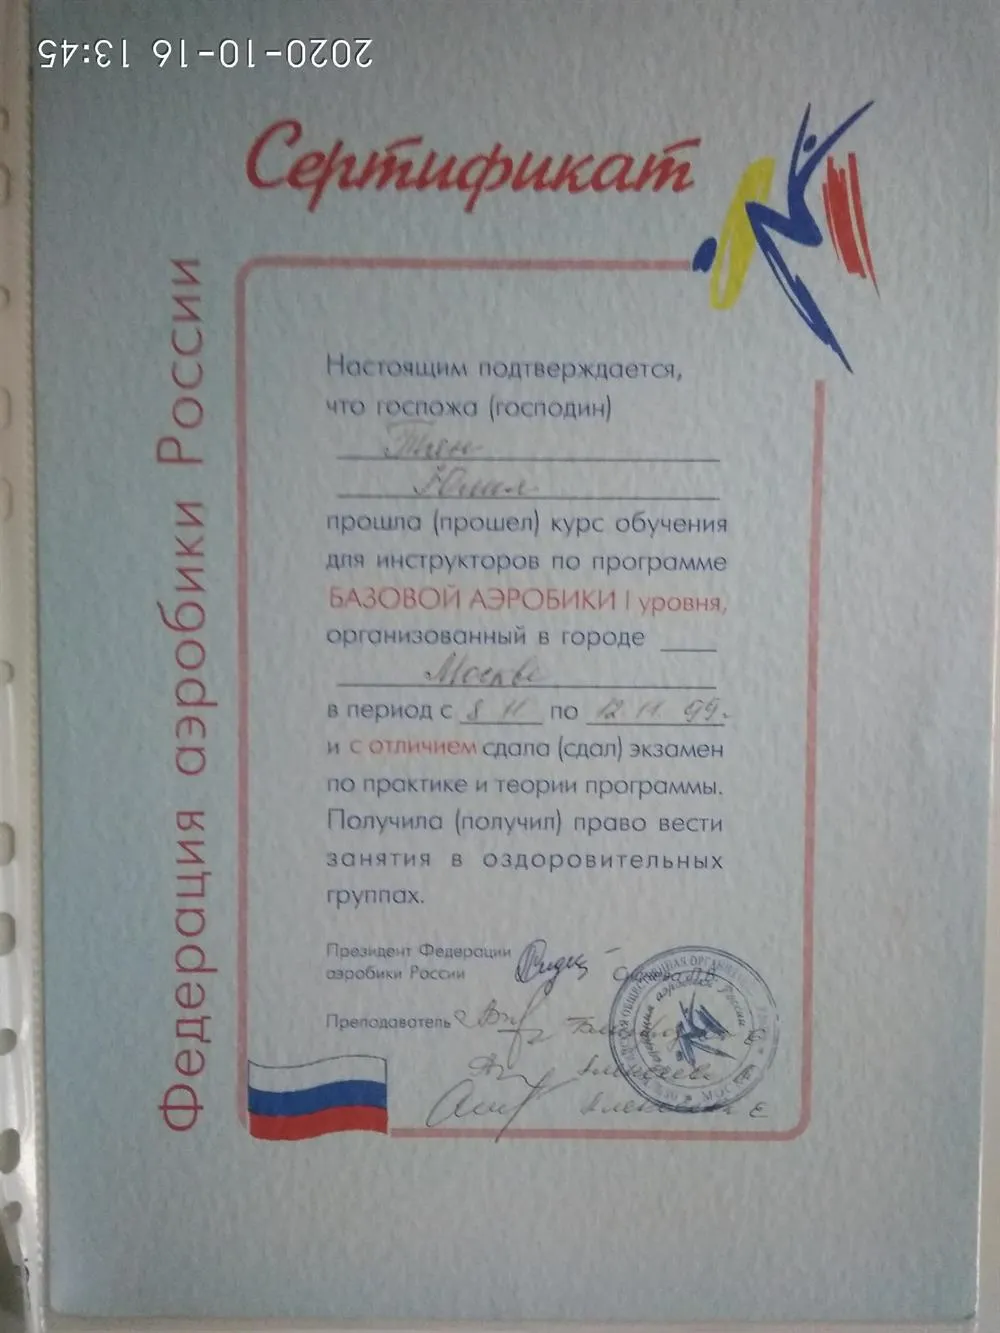 2020-10-16 13:45
Сертификат
Федерация аэробики России
Настоящим подтверждается,
что госпожа (господин)
Юлия
прошла (прошел) курс обучения
для инструкторов по программе
БАЗОВОЙ АЭРОБИКИ I уровня,
организованный в городе
Москве
в период с 8 11 по 12 11. 99г.
и с отличием сдала (сдал) экзамен
по практике и теории программы.
Получила (получил) право вести
занятия в оздоровительных
группах.
Президент Федерации
аэробики России
Преподаватель